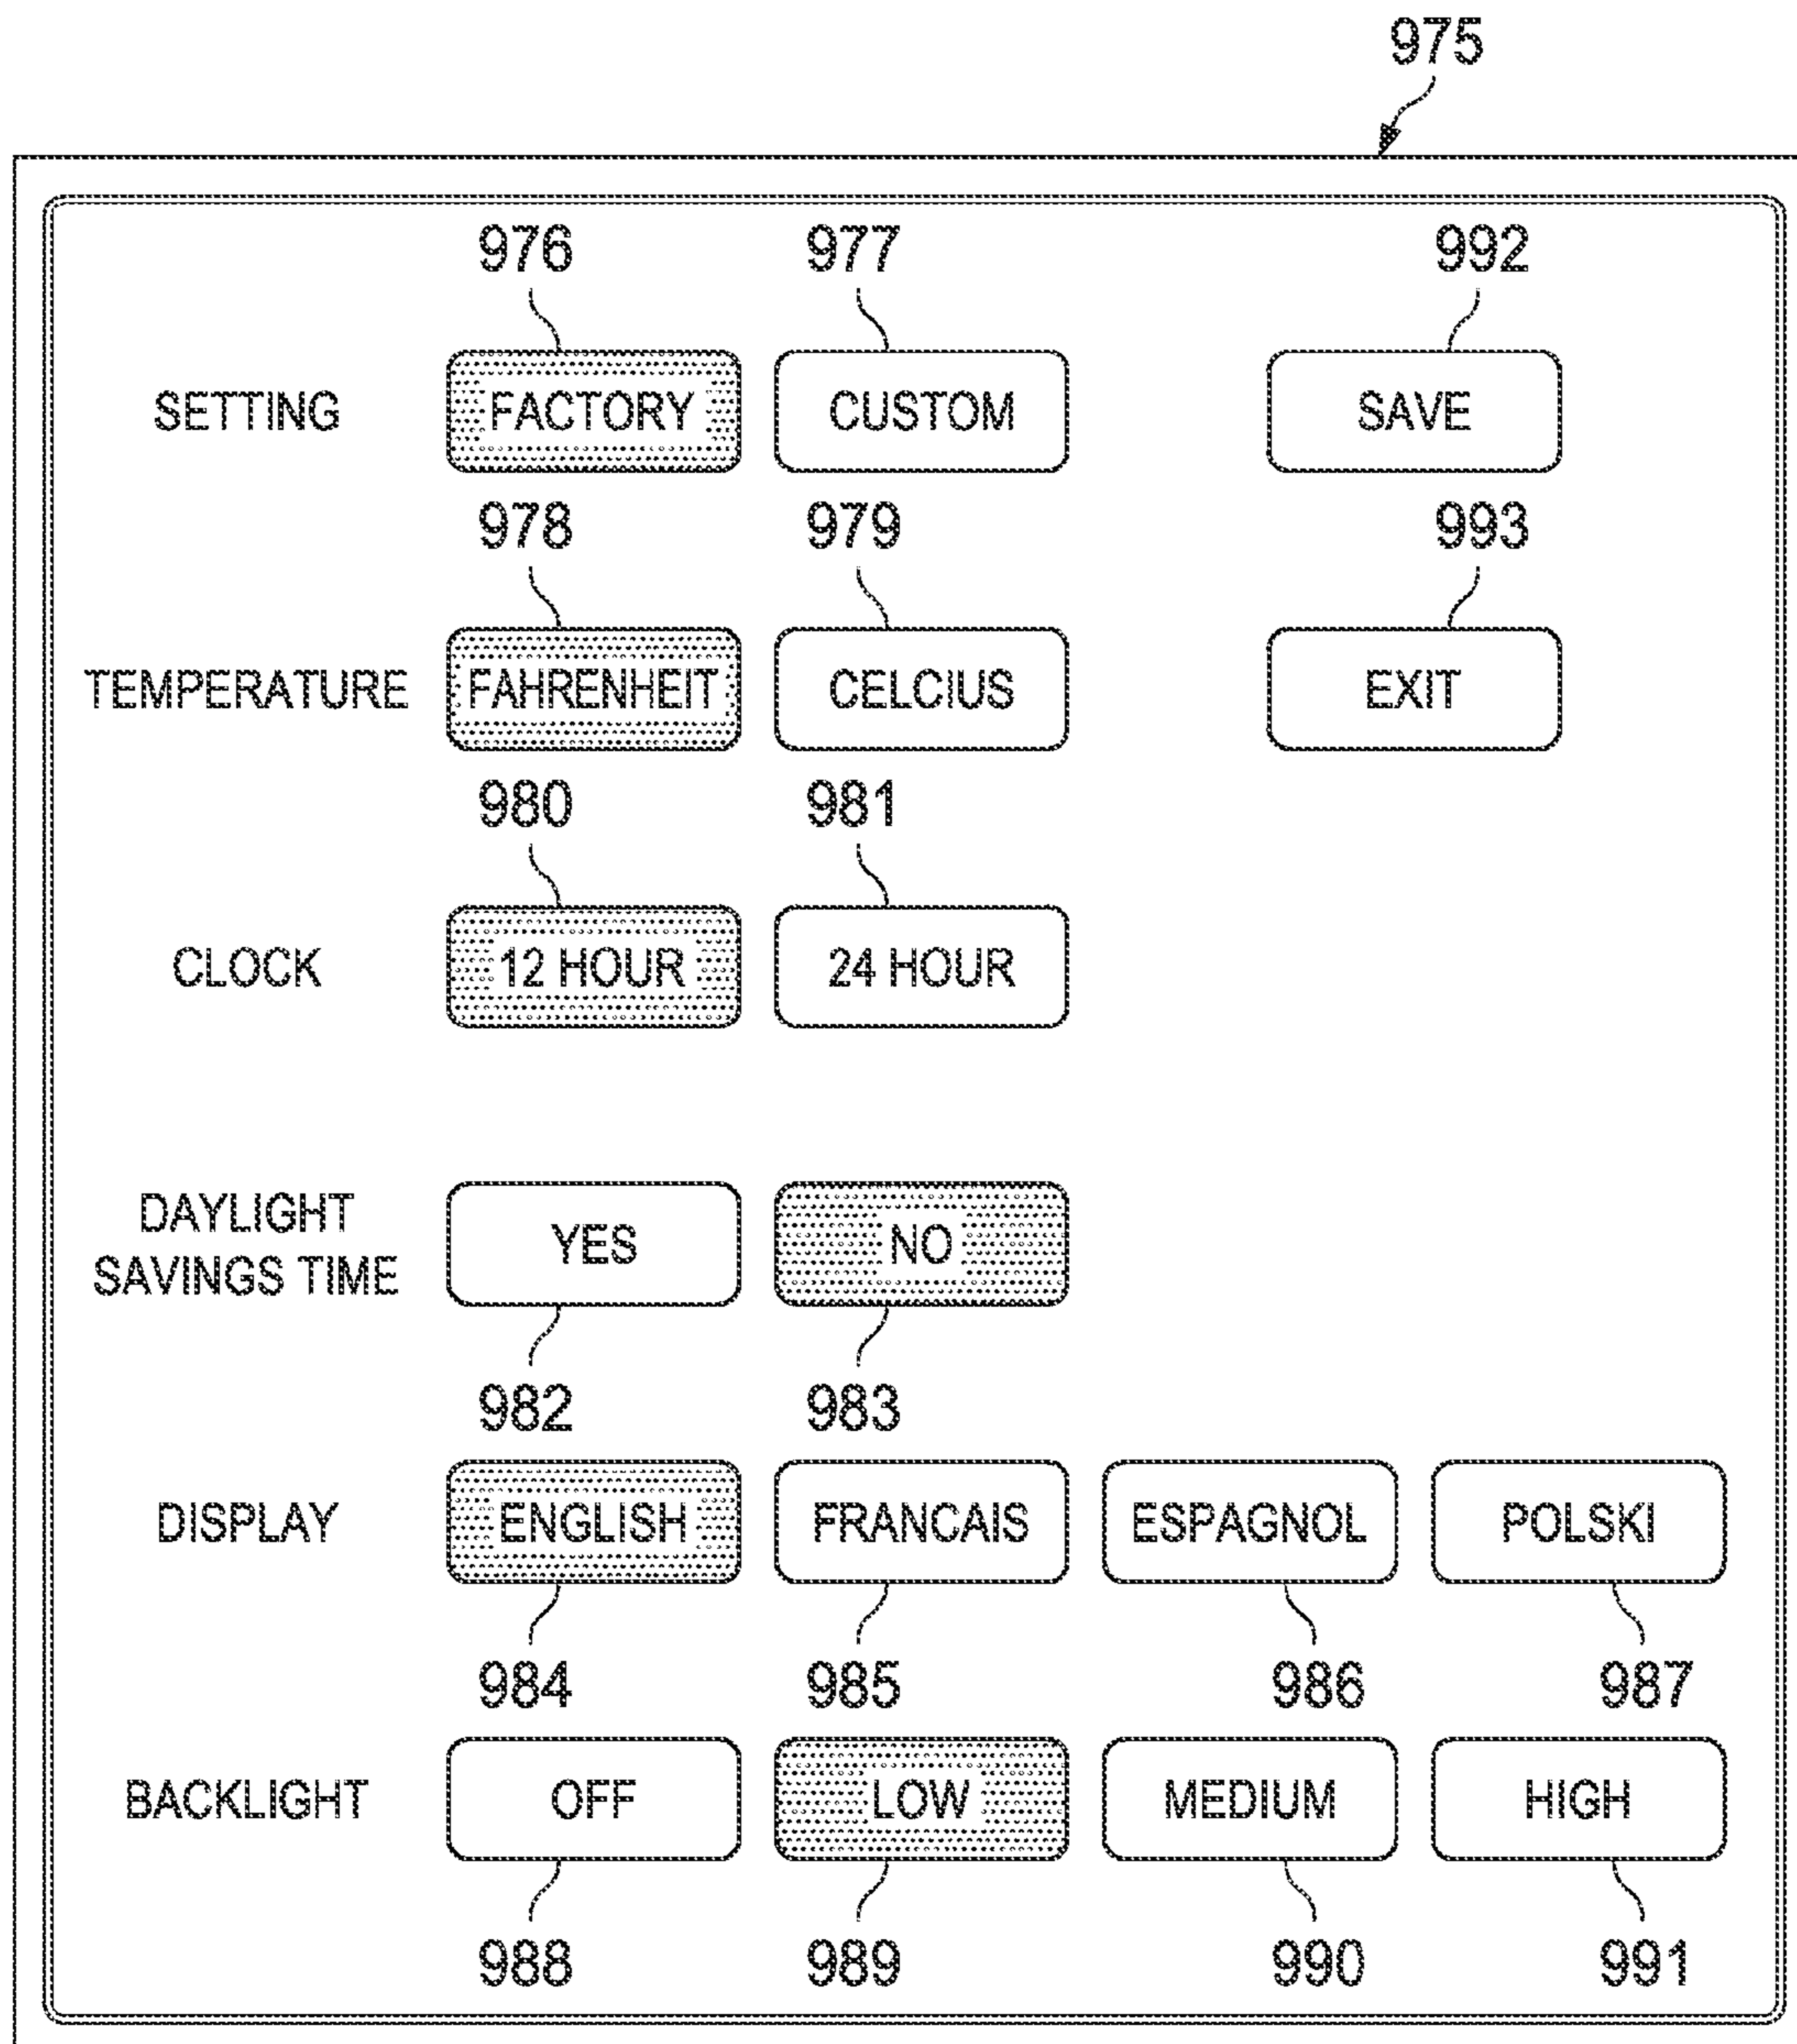 975
976 977 992
SETTING FACTORY CUSTOM SAVE
978 979 993
TEMPERATURE FAHRENHEIT CELCIUS EXIT
980 981
CLOCK 12 HOUR 24 HOUR
DAYLIGHT
SAVINGS TIME YES NO
982 983
DISPLAY ENGLISH FRANCAIS ESPAGNOL POLSKI
984 985 986 987
BACKLIGHT OFF LOW MEDIUM HIGH
988 989 990 991